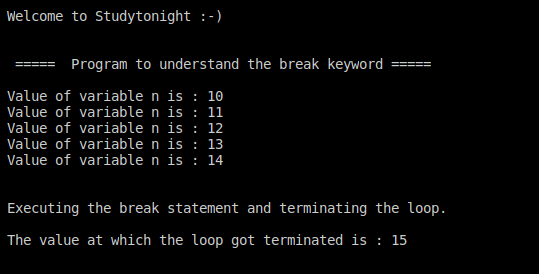 Welcome to Studytonight :-)
===== Program to understand the break keyword =====
Value of variable n is : 10
Value of variable n is : 11
Value of variable n is : 12
Value of variable n is : 13
Value of variable n is : 14
Executing the break statement and terminating the loop.
The value at which the loop got terminated is : 15